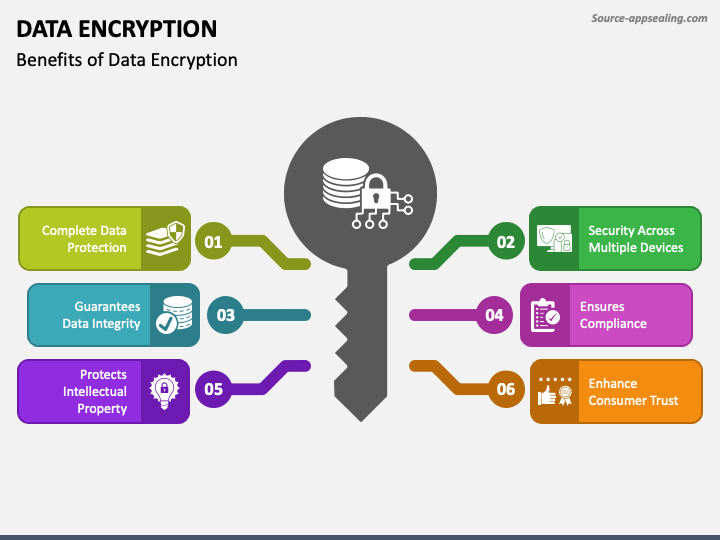 DATA ENCRYPTION
Source-appsealing.com
Benefits of Data Encryption
Complete Data
Protection
01
02
Security Across
Multiple Devices
Guarantees
Data Integrity
03
04
Ensures
Compliance
Protects
Intellectual
Property
05
06
Enhance
Consumer Trust